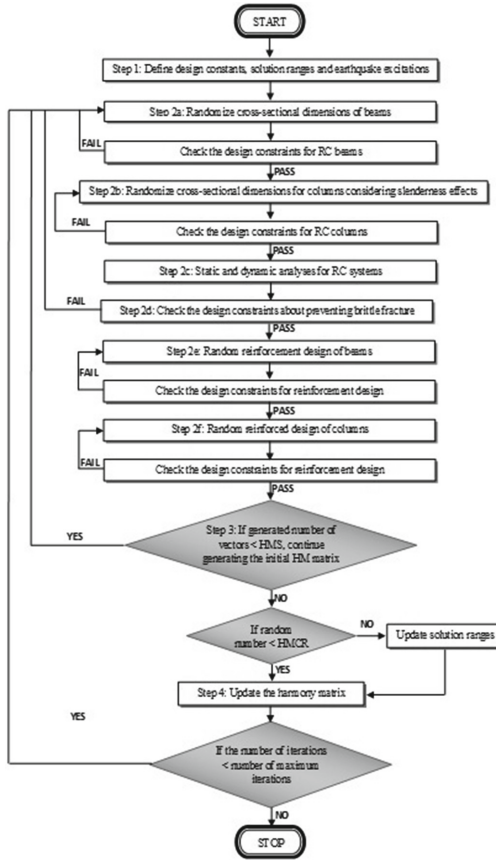 START
Step 1: Define design constants, solution ranges and earthquake excitations
Step 2a: Randomize cross-sectional dimensions of beams
FAIL
Check the design constraints for RC beams
PASS
Step 2b: Randomize cross-sectional dimensions for columns considering slenderness effects
FAIL
Check the design constraints for RC columns
PASS
Step 2c: Static and dynamic analyses for RC systems
FAIL
Step 2d: Check the design constraints about preventing brittle fracture
PASS
Step 2e: Random reinforcement design of beams
FAIL
Check the design constraints for reinforcement design
PASS
Step 2f: Random reinforced design of columns
FAIL
Check the design constraints for reinforcement design
PASS
YES
Step 3: If generated number of
vectors < HMS, continue
generating the initial HM matrix
NO
If random
number < HMCR
NO
Update solution ranges
YES
Step 4: Update the harmony matrix
YES
If the number of iterations
< number of maximum
iterations
NO
STOP